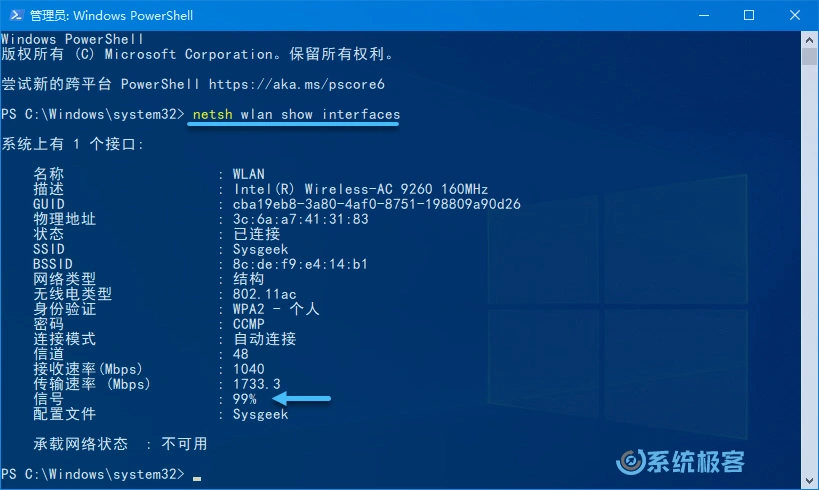 管理员: Windows PowerShell
Windows PowerShell
版权所有 (C) Microsoft Corporation。保留所有权利。
尝试新的跨平台 PowerShell https://aka.ms/pscore6
PS C:\Windows\system32> netsh wlan show interfaces
系统上有 1 个接口:
名称 : WLAN
描述 : Intel(R) Wireless-AC 9260 160MHz
GUID : cba19eb8-3a80-4af0-8751-198809a90d26
物理地址 : 3c:6a:a7:41:31:83
状态 : 已连接
SSID : Sysgeek
BSSID : 8c:de:f9:e4:14:b1
网络类型 : 结构
无线电类型 : 802.11ac
身份验证 : WPA2 - 个人
密码 : CCMP
连接模式 : 自动连接
信道 : 48
接收速率(Mbps) : 1040
传输速率 (Mbps) : 1733.3
信号 : 99%
配置文件 : Sysgeek
承载网络状态 : 不可用
PS C:\Windows\system32>
系统极客